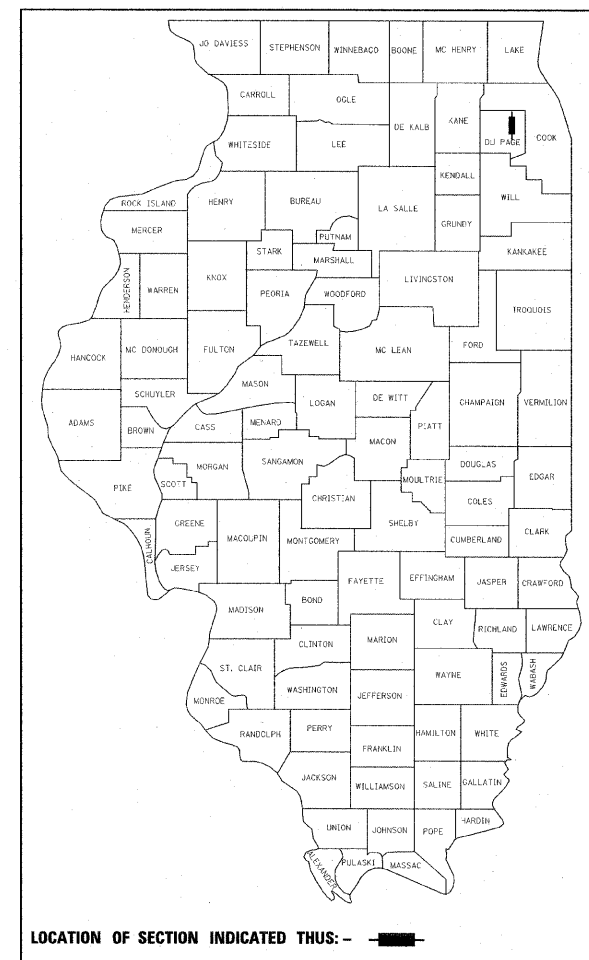 JO DAVIESS STEPHENSON WINNEBAGO BOONE MC HENRY LAKE
CARROLL OGLE
DE KALB KANE DU PAGE COOK
WHITESIDE LEE
KENDALL
WILL
ROCK ISLAND HENRY BUREAU LA SALLE
GRUNDY
MERCER
PUTNAM
STARK MARSHALL
KANKAKEE
HENDERSON WARREN KNOX
LIVINGSTON
PEORIA WOODFORD
IROQUOIS
HANCOCK MC DONOUGH FULTON TAZEWELL MC LEAN FORD
MASON
SCHUYLER
LOGAN DE WITT
CHAMPAIGN VERMILION
ADAMS BROWN CASS MENARD
PIATT
MACON
MORGAN SANGAMON
DOUGLAS
EDGAR
PIKE SCOTT
CHRISTIAN MOULTRIE
COLES
GREENE
SHELBY
CALHOUN
MACOUPIN MONTGOMERY
CUMBERLAND CLARK
JERSEY
FAYETTE EFFINGHAM JASPER CRAWFORD
MADISON BOND
CLAY RICHLAND LAWRENCE
CLINTON MARION
ST. CLAIR
WAYNE EDWARDS WABASH
WASHINGTON JEFFERSON
MONROE
RANDOLPH PERRY
HAMILTON WHITE
FRANKLIN
JACKSON WILLIAMSON SALINE GALLATIN
UNION JOHNSON POPE HARDIN
ALEXANDER PULASKI MASSAC
LOCATION OF SECTION INDICATED THUS: -